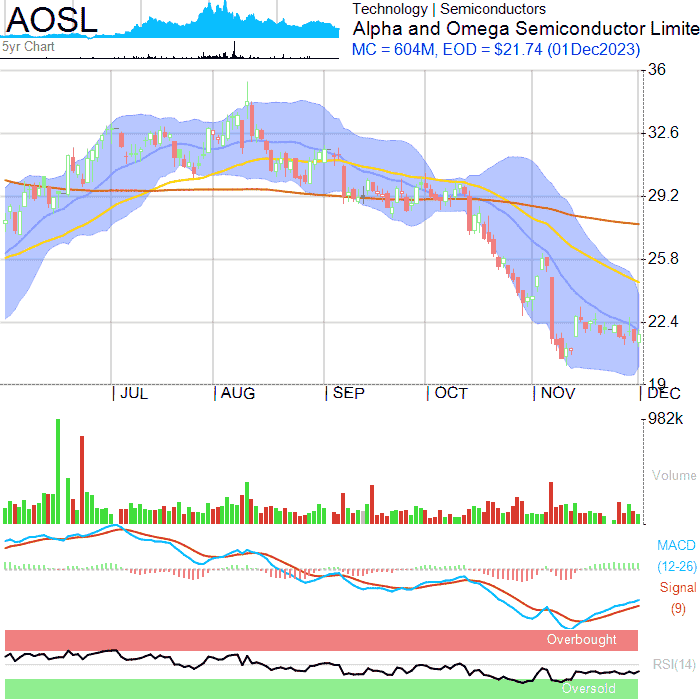 AOSL
5yr Chart
Technology | Semiconductors
Alpha and Omega Semiconductor Limite
MC = 604M, EOD = $21.74 (01Dec2023)
36
32.6
29.2
25.8
22.4
19
JUL AUG SEP OCT NOV DEC
982k
Volume
MACD
(12-26)
Signal
(9)
Overbought
RSI(14)
Oversold